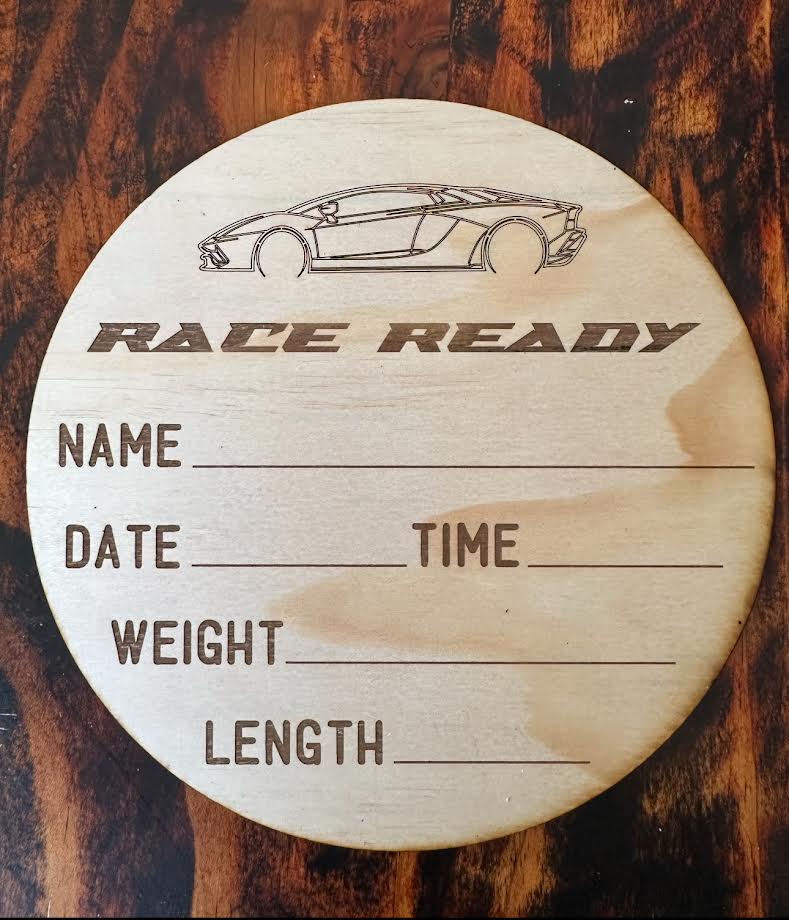 RACE READY
NAME
DATE TIME
WEIGHT
LENGTH